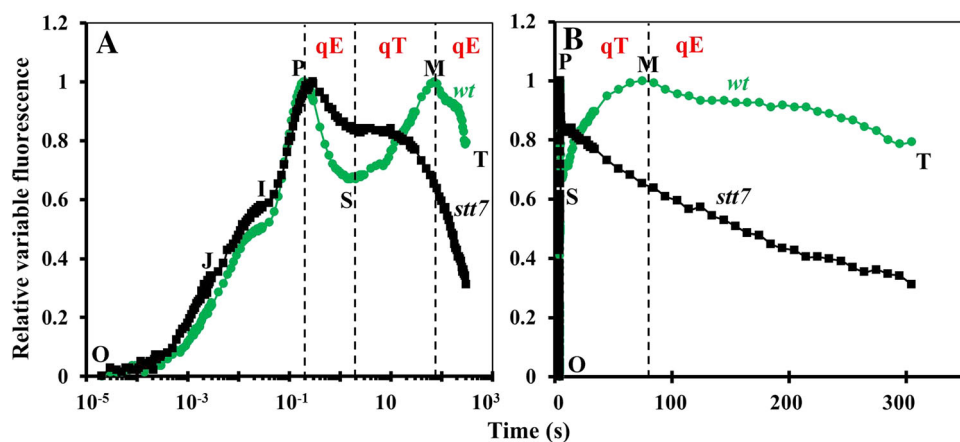 Relative variable fluorescence
1.2
1
0.8
0.6
0.4
0.2
0
A
qE
qT
qE
P
M
wt
T
S
I
J
O
stt7
10-5
10-3
10-1
101
103
1.2
1
0.8
0.6
0.4
0.2
0
B
qT
qE
P
M
wt
S
T
stt7
O
0
100
200
300
Time (s)